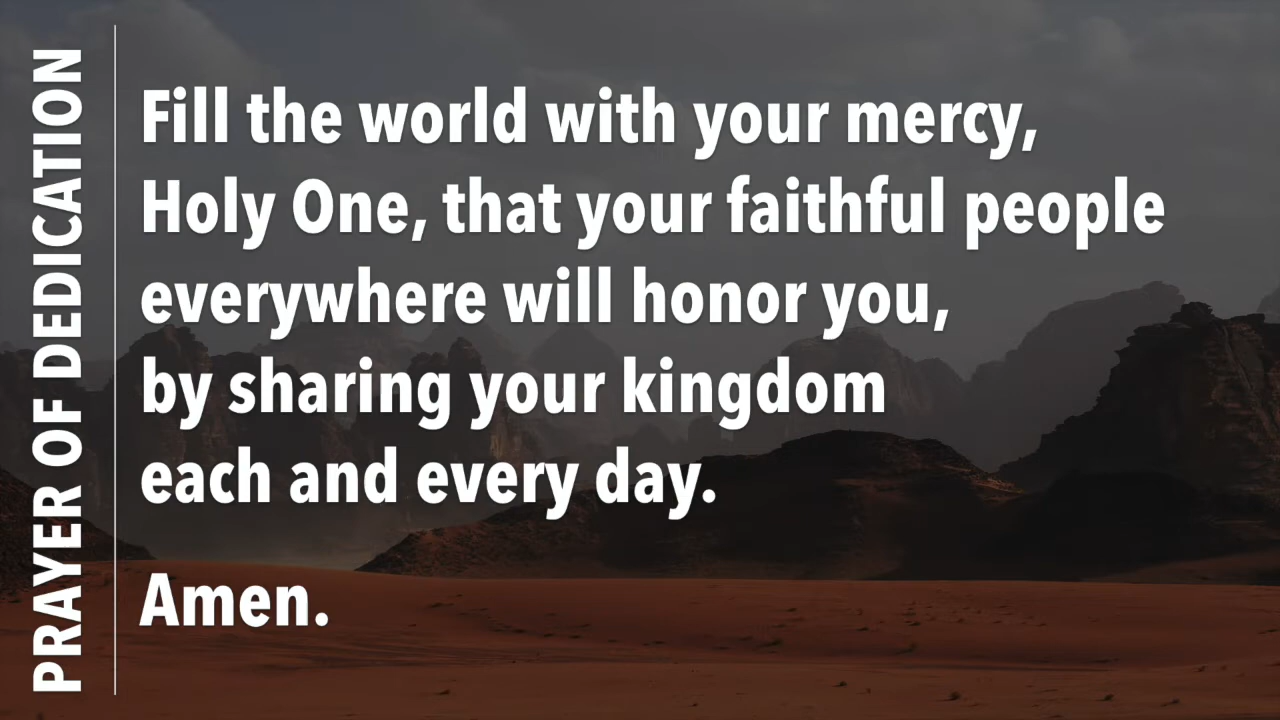 PRAYER OF DEDICATION
Fill the world with your mercy,
Holy One, that your faithful people
everywhere will honor you,
by sharing your kingdom
each and every day.
Amen.